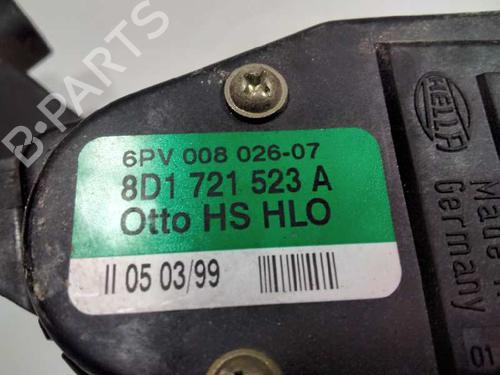 B-PARTS
6PV 008 026-07
8D1 721 523 A
Otto HS HLO
II 05 03/99
HELLA
Made
Germany
01